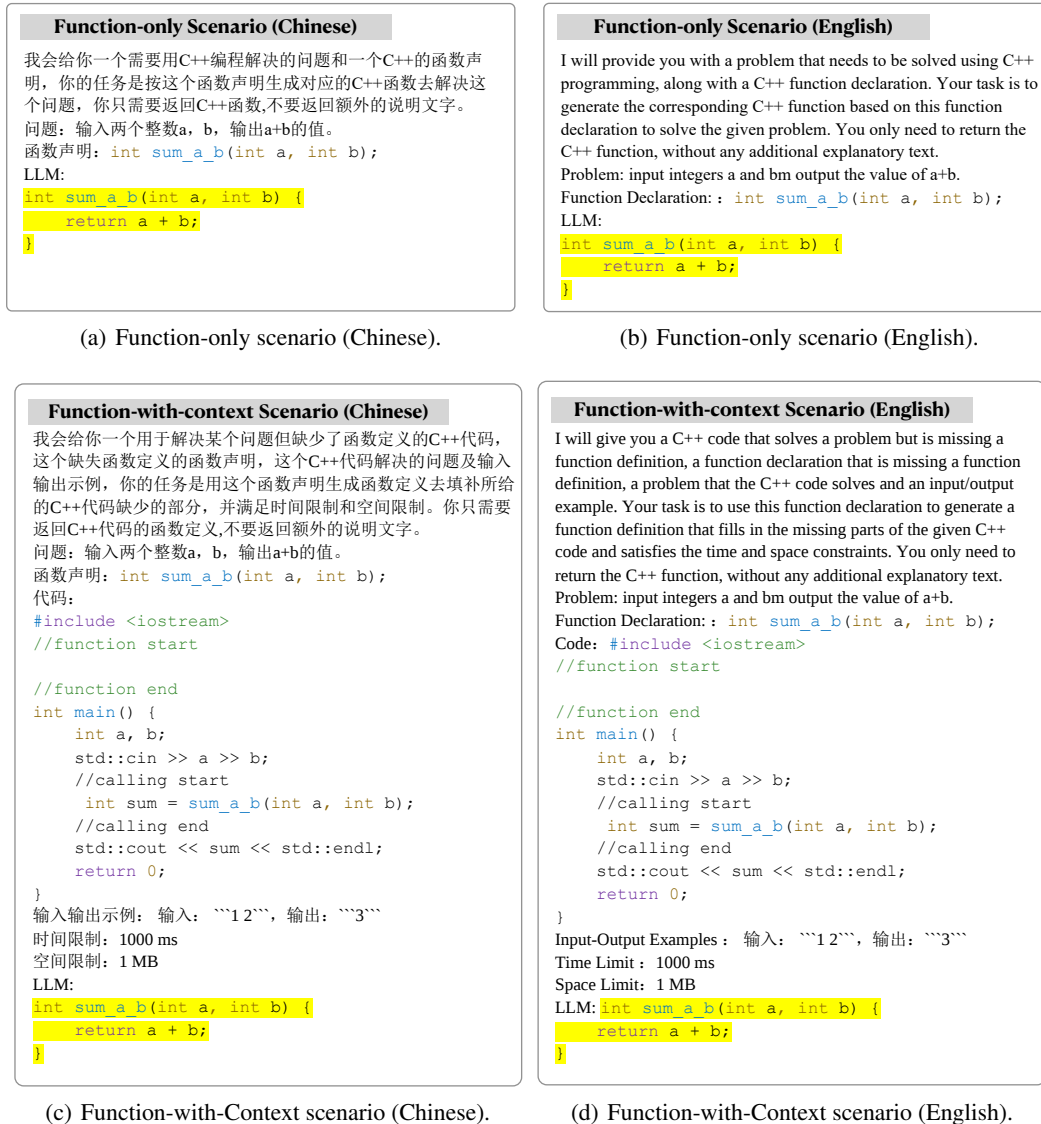 Function-only Scenario (Chinese)
我会给你一个需要用C++编程解决的问题和一个C++的函数声
明，你的任务是按这个函数声明生成对应的C++函数去解决这
个问题，你只需要返回C++函数,不要返回额外的说明文字。
问题：输入两个整数a，b，输出a+b的值。
函数声明：int sum_a_b(int a, int b);
LLM:
int sum_a_b(int a, int b) {
    return a + b;
}
(a) Function-only scenario (Chinese).
Function-only Scenario (English)
I will provide you with a problem that needs to be solved using C++
programming, along with a C++ function declaration. Your task is to
generate the corresponding C++ function based on this function
declaration to solve the given problem. You only need to return the
C++ function, without any additional explanatory text.
Problem: input integers a and bm output the value of a+b.
Function Declaration:：int sum_a_b(int a, int b);
LLM:
int sum_a_b(int a, int b) {
    return a + b;
}
(b) Function-only scenario (English).
Function-with-context Scenario (Chinese)
我会给你一个用于解决某个问题但缺少了函数定义的C++代码，
这个缺失函数定义的函数声明，这个C++代码解决的问题及输入
输出示例，你的任务是用这个函数声明生成函数定义去填补所给
的C++代码缺少的部分，并满足时间限制和空间限制。你只需要
返回C++代码的函数定义,不要返回额外的说明文字。
问题：输入两个整数a，b，输出a+b的值。
函数声明：int sum_a_b(int a, int b);
代码：
#include <iostream>
//function start
//function end
int main() {
    int a, b;
    std::cin >> a >> b;
    //calling start
     int sum = sum_a_b(int a, int b);
    //calling end
    std::cout << sum << std::endl;
    return 0;
}
输入输出示例： 输入： ```1 2```，输出：```3```
时间限制：1000 ms
空间限制：1 MB
LLM:
int sum_a_b(int a, int b) {
    return a + b;
}
(c) Function-with-Context scenario (Chinese).
Function-with-context Scenario (English)
I will give you a C++ code that solves a problem but is missing a
function definition, a function declaration that is missing a function
definition, a problem that the C++ code solves and an input/output
example. Your task is to use this function declaration to generate a
function definition that fills in the missing parts of the given C++
code and satisfies the time and space constraints. You only need to
return the C++ function, without any additional explanatory text.
Problem: input integers a and bm output the value of a+b.
Function Declaration:：int sum_a_b(int a, int b);
Code：#include <iostream>
//function start
//function end
int main() {
    int a, b;
    std::cin >> a >> b;
    //calling start
     int sum = sum_a_b(int a, int b);
    //calling end
    std::cout << sum << std::endl;
    return 0;
}
Input-Output Examples ： 输入： ```1 2```，输出：```3```
Time Limit ：1000 ms
Space Limit：1 MB
LLM: int sum_a_b(int a, int b) {
    return a + b;
}
(d) Function-with-Context scenario (English).